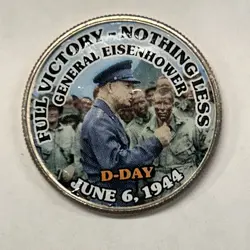 FULL VICTORY - NOTHING LESS
GENERAL EISENHOWER
D-DAY
JUNE 6, 1944